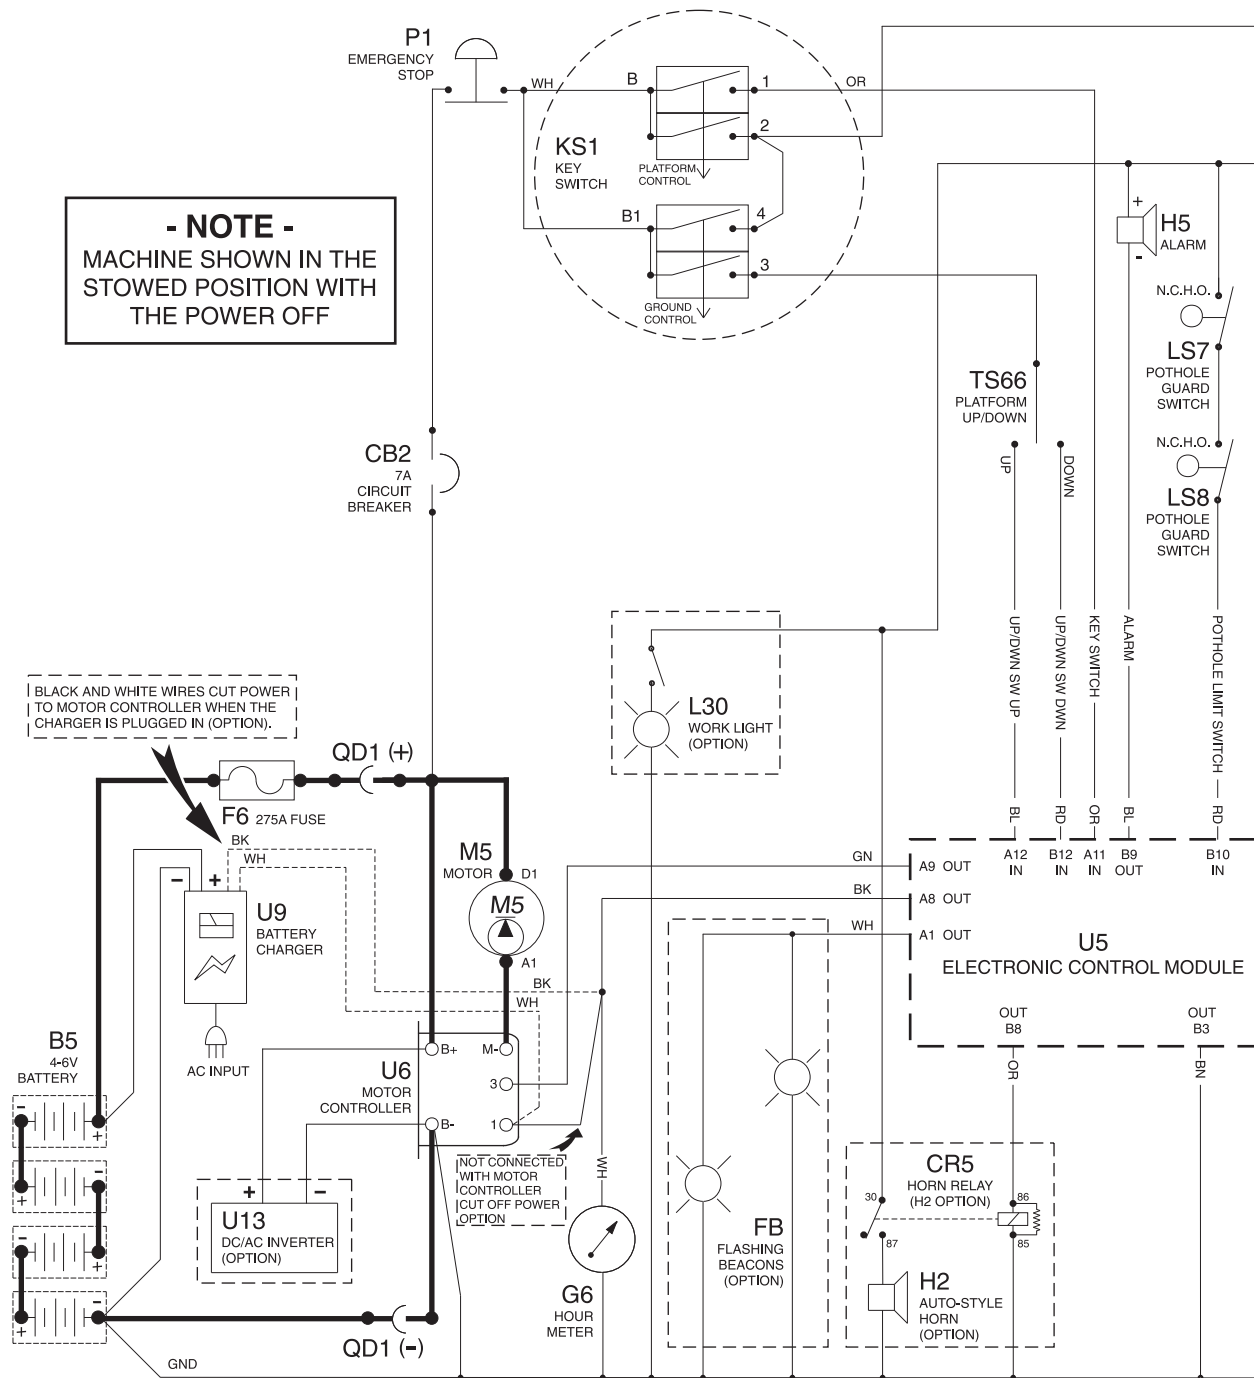 P1
EMERGENCY
STOP
WH
B
1
OR
2
KS1
KEY
SWITCH
PLATFORM
CONTROL
B1
4
3
GROUND
CONTROL
- NOTE -
MACHINE SHOWN IN THE
STOWED POSITION WITH
THE POWER OFF
+
H5
ALARM
-
N.C.H.O.
LS7
POTHOLE
GUARD
SWITCH
TS66
PLATFORM
UP/DOWN
UP
DOWN
N.C.H.O.
LS8
POTHOLE
GUARD
SWITCH
CB2
7A
CIRCUIT
BREAKER
UP/DWN SW UP
UP/DWN SW DWN
KEY SWITCH
ALARM
POTHOLE LIMIT SWITCH
BL
RD
OR
BL
RD
L30
WORK LIGHT
(OPTION)
BLACK AND WHITE WIRES CUT POWER
TO MOTOR CONTROLLER WHEN THE
CHARGER IS PLUGGED IN (OPTION).
QD1 (+)
F6 275A FUSE
BK
WH
- +
U9
BATTERY
CHARGER
AC INPUT
M5
MOTOR
D1
M5
A1
BK
WH
GN
BK
WH
A9 OUT
A8 OUT
A1 OUT
A12
IN
B12
IN
A11
IN
B9
OUT
B10
IN
U5
ELECTRONIC CONTROL MODULE
OUT
B8
OUT
B3
OR
BN
B5
4-6V
BATTERY
-
+
-
+
-
+
-
+
U6
MOTOR
CONTROLLER
B+
M-
3
B-
1
NOT CONNECTED
WITH MOTOR
CONTROLLER
CUT OFF POWER
OPTION
+ -
U13
DC/AC INVERTER
(OPTION)
WH
G6
HOUR
METER
FB
FLASHING
BEACONS
(OPTION)
CR5
HORN RELAY
(H2 OPTION)
30
87
86
85
H2
AUTO-STYLE
HORN
(OPTION)
QD1 (-)
GND